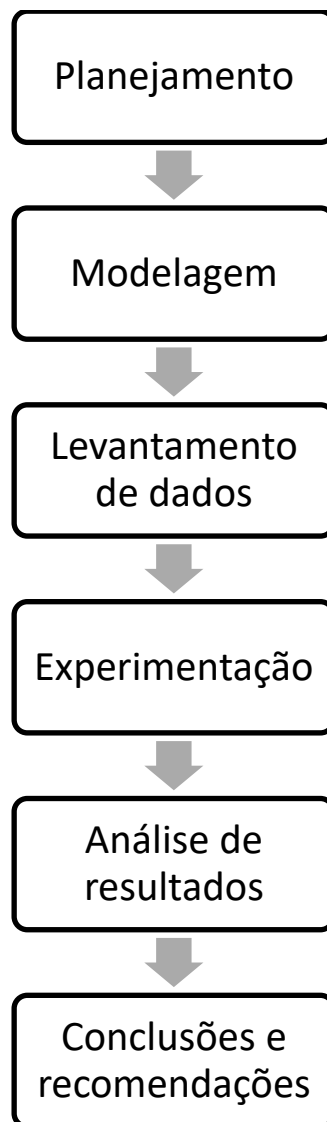 Planejamento
Modelagem
Levantamento
de dados
Experimentação
Análise de
resultados
Conclusões e
recomendações